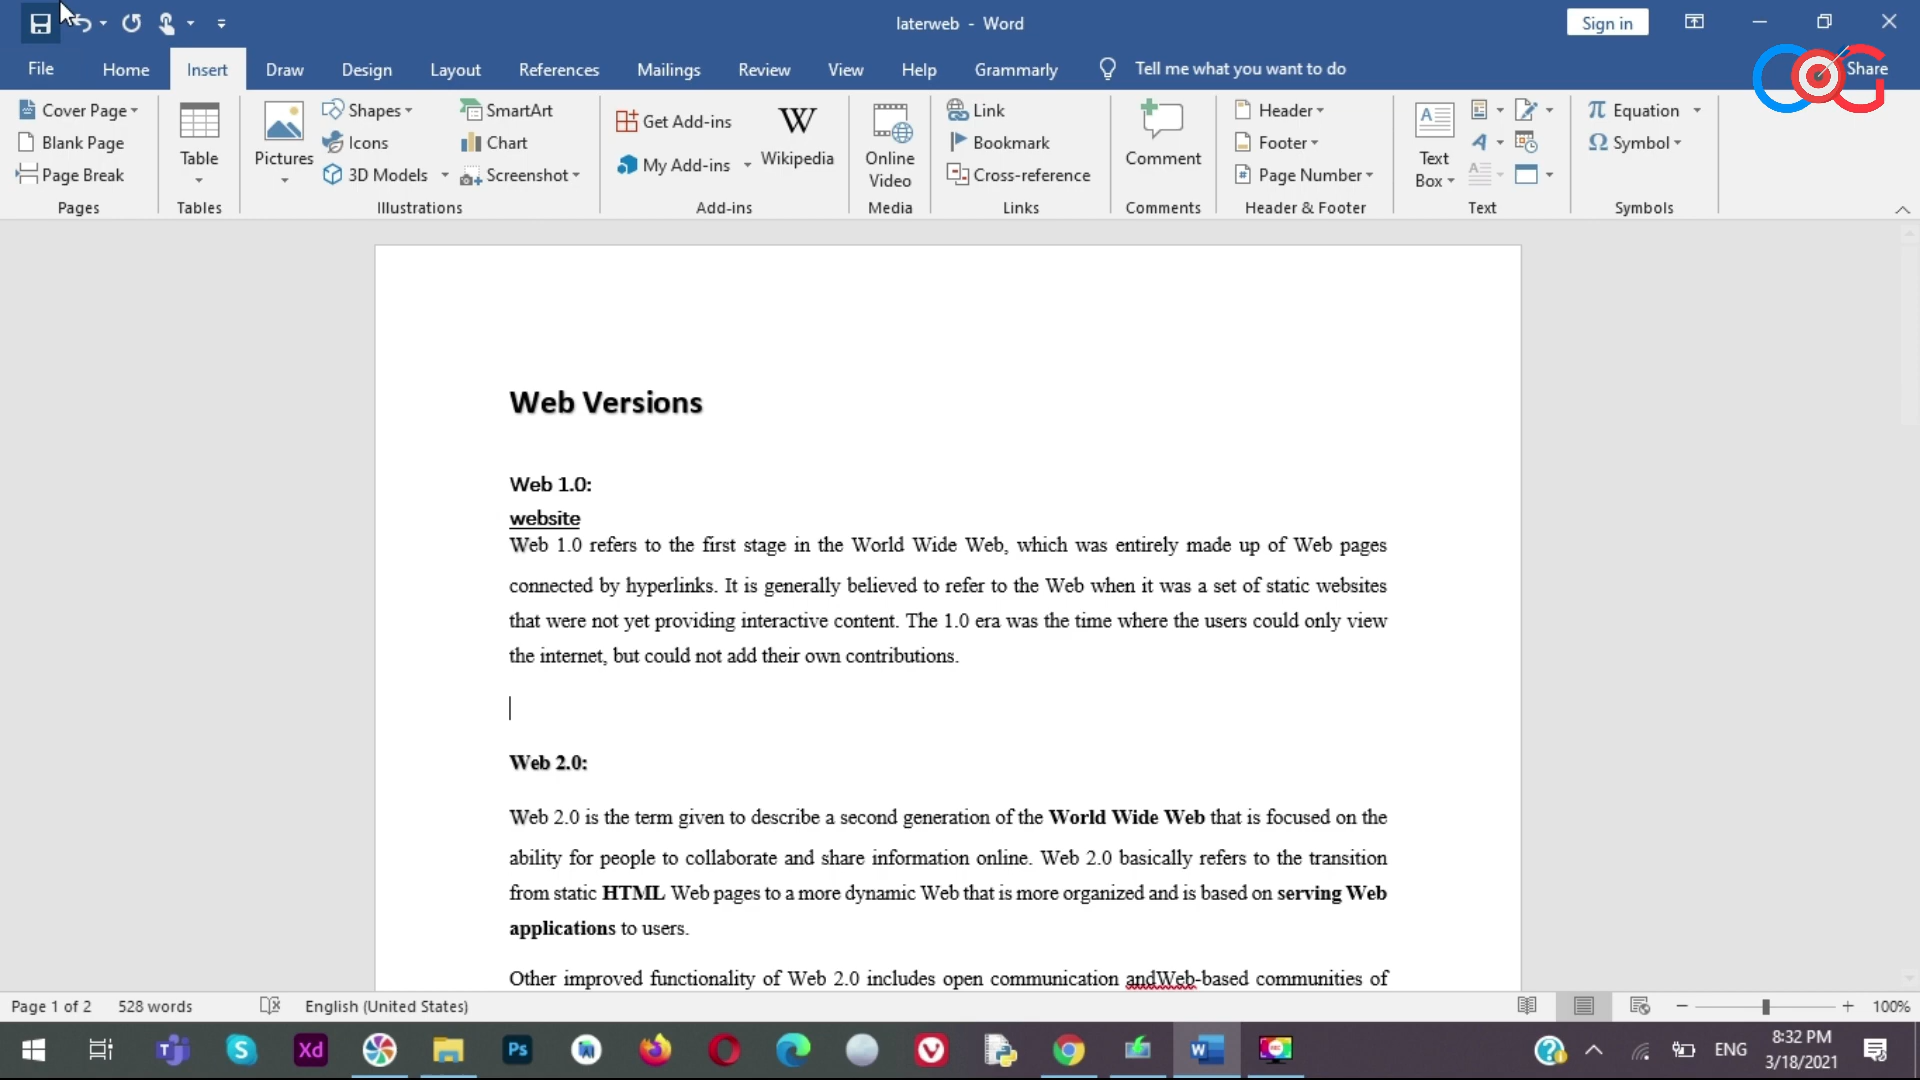 laterweb - Word
Sign in
File Home Insert Draw Design Layout References Mailings Review View Help Grammarly Tell me what you want to do Share
Cover Page
Blank Page
Page Break
Pages
Table
Tables
Pictures
Shapes
Icons
3D Models
SmartArt
Chart
Screenshot
Illustrations
Get Add-ins
My Add-ins
W
Wikipedia
Add-ins
Online
Video
Media
Link
Bookmark
Cross-reference
Links
Comment
Comments
Header
Footer
Page Number
Header & Footer
Text
Box
Text
π Equation
Ω Symbol
Symbols
Web Versions
Web 1.0:
website
Web 1.0 refers to the first stage in the World Wide Web, which was entirely made up of Web pages
connected by hyperlinks. It is generally believed to refer to the Web when it was a set of static websites
that were not yet providing interactive content. The 1.0 era was the time where the users could only view
the internet, but could not add their own contributions.
Web 2.0:
Web 2.0 is the term given to describe a second generation of the World Wide Web that is focused on the
ability for people to collaborate and share information online. Web 2.0 basically refers to the transition
from static HTML Web pages to a more dynamic Web that is more organized and is based on serving Web
applications to users.
Other improved functionality of Web 2.0 includes open communication andWeb-based communities of
Page 1 of 2 528 words English (United States) 100%
Xd
Ps
ENG
8:32 PM
3/18/2021